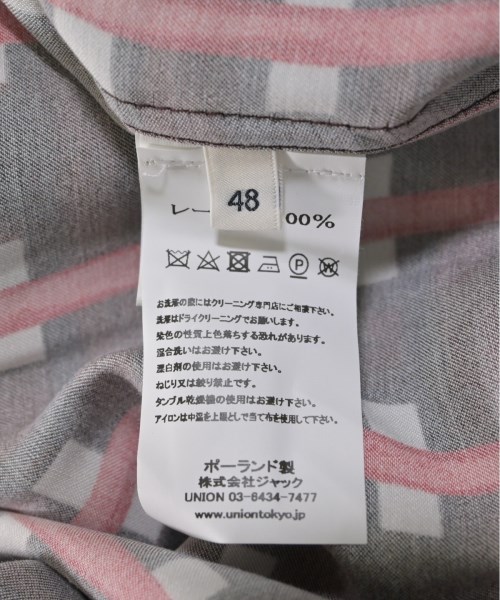 48
レー 00%
P W
お洗濯の際にはクリーニング専門店にご相談下さい。
洗濯はドライクリーニングでお願いします。
染色の性質上色落ちする恐れがあります。
混合洗いはお避け下さい。
漂白剤の使用はお避け下さい。
ねじり又は絞り禁止です。
タンブル乾燥機の使用はお避け下さい。
アイロンは中温を上限として当て布を使用して下さい。
ポーランド製
株式会社ジャック
UNION 03-6434-7477
www.uniontokyo.jp/